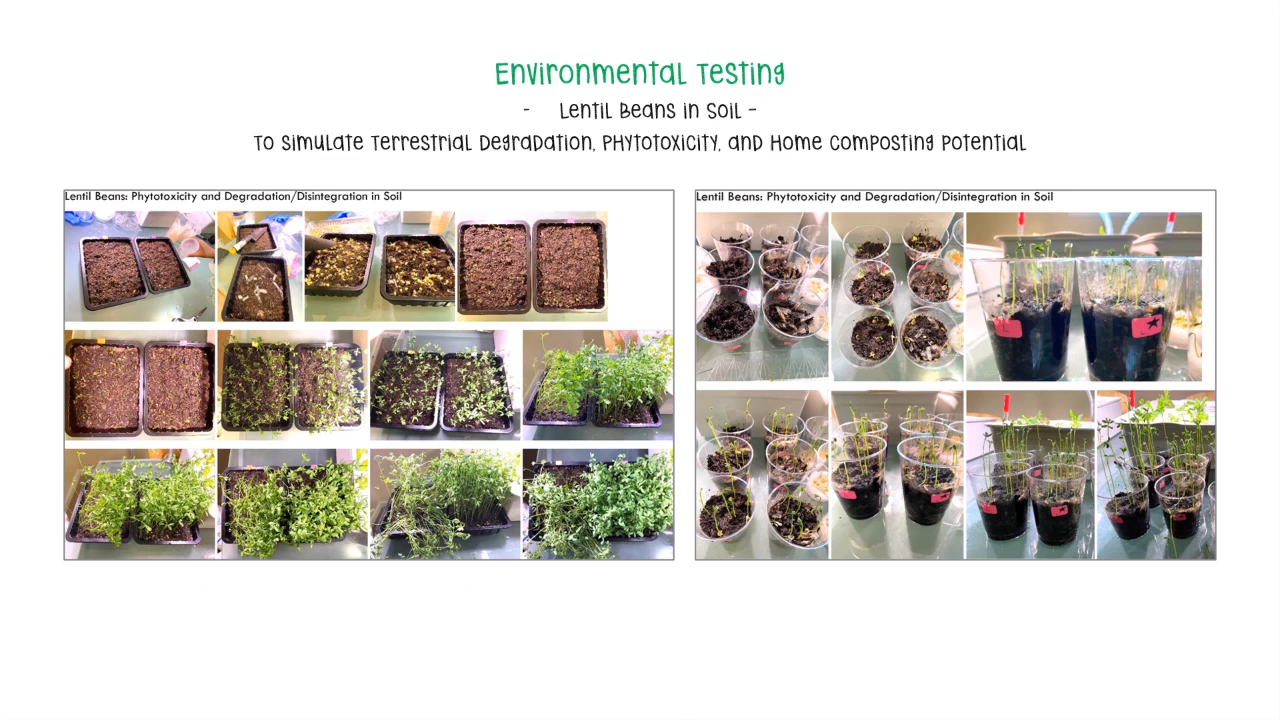 Environmental Testing
- Lentil Beans in Soil -
To Simulate Terrestrial Degradation, Phytotoxicity, and Home Composting Potential
Lentil Beans: Phytotoxicity and Degradation/Disintegration in Soil
Lentil Beans: Phytotoxicity and Degradation/Disintegration in Soil